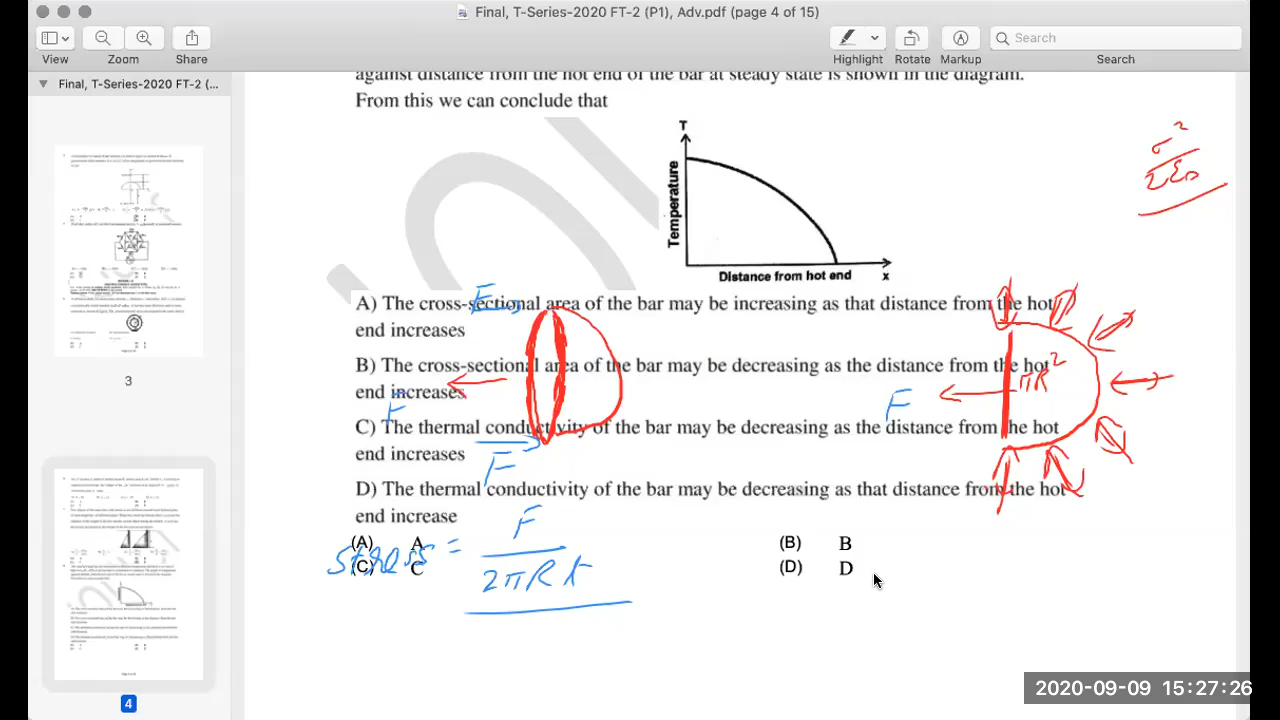 Final, T-Series-2020 FT-2 (P1), Adv.pdf (page 4 of 15)
View
Zoom
Share
Highlight
Rotate
Markup
Search
Search
Final, T-Series-2020 FT-2 (P1), Adv.pdf (...
3
4
against distance from the hot end of the bar at steady state is shown in the diagram.
From this we can conclude that
T
Temperature
Distance from hot end x
σ²
2ε₀
A) The cross-sectional area of the bar may be increasing as the distance from the hot
end increases
B) The cross-sectional area of the bar may be decreasing as the distance from the hot
end increases
πR²
F
F
C) The thermal conductivity of the bar may be decreasing as the distance from the hot
end increases
F
D) The thermal conductivity of the bar may be decreasing as that distance from the hot
end increase
(A) A
(B) B
(C) C
(D) D
stress = F
2πRt
2020-09-09 15:27:26